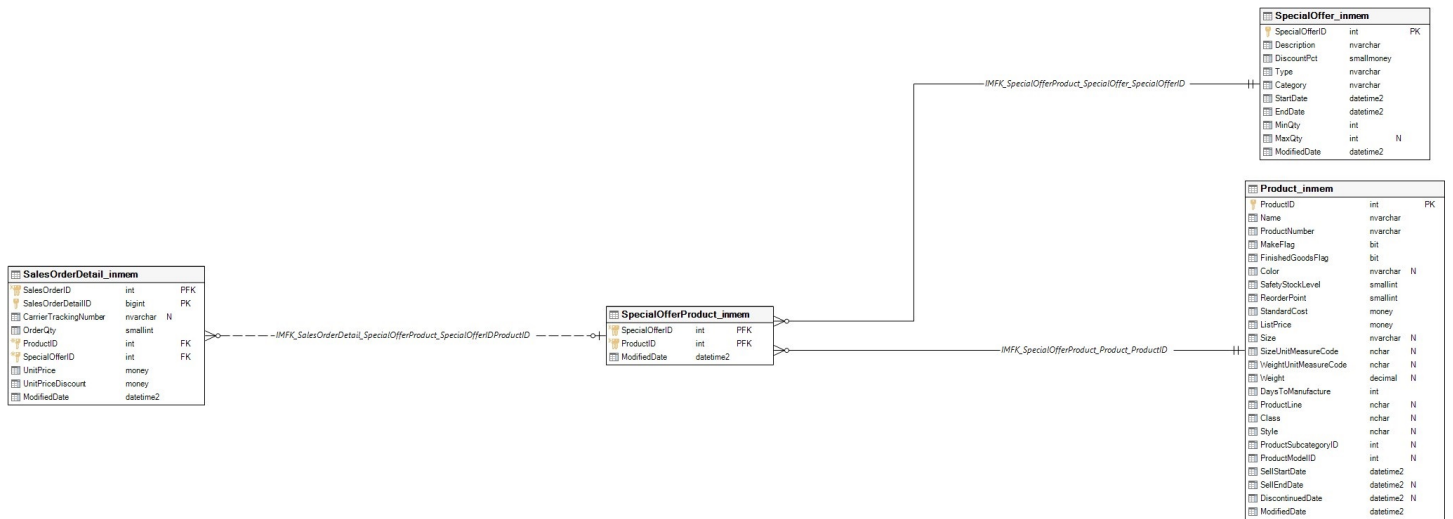 SpecialOffer_inmem
SpecialOfferID int PK
Description nvarchar
DiscountPct smallmoney
Type nvarchar
Category nvarchar
StartDate datetime2
EndDate datetime2
MinQty int
MaxQty int N
ModifiedDate datetime2
IMFK_SpecialOfferProduct_SpecialOffer_SpecialOfferID
Product_inmem
ProductID int PK
Name nvarchar
ProductNumber nvarchar
MakeFlag bit
FinishedGoodsFlag bit
Color nvarchar N
SafetyStockLevel smallint
ReorderPoint smallint
StandardCost money
ListPrice money
Size nvarchar N
SizeUnitMeasureCode nchar N
WeightUnitMeasureCode nchar N
Weight decimal N
DaysToManufacture int
ProductLine nchar N
Class nchar N
Style nchar N
ProductSubcategoryID int N
ProductModelID int N
SellStartDate datetime2
SellEndDate datetime2 N
DiscontinuedDate datetime2 N
ModifiedDate datetime2
SalesOrderDetail_inmem
SalesOrderID int PFK
SalesOrderDetailID bigint PK
CarrierTrackingNumber nvarchar N
OrderQty smallint
ProductID int FK
SpecialOfferID int FK
UnitPrice money
UnitPriceDiscount money
ModifiedDate datetime2
IMFK_SalesOrderDetail_SpecialOfferProduct_SpecialOfferIDProductID
SpecialOfferProduct_inmem
SpecialOfferID int PFK
ProductID int PFK
ModifiedDate datetime2
IMFK_SpecialOfferProduct_Product_ProductID